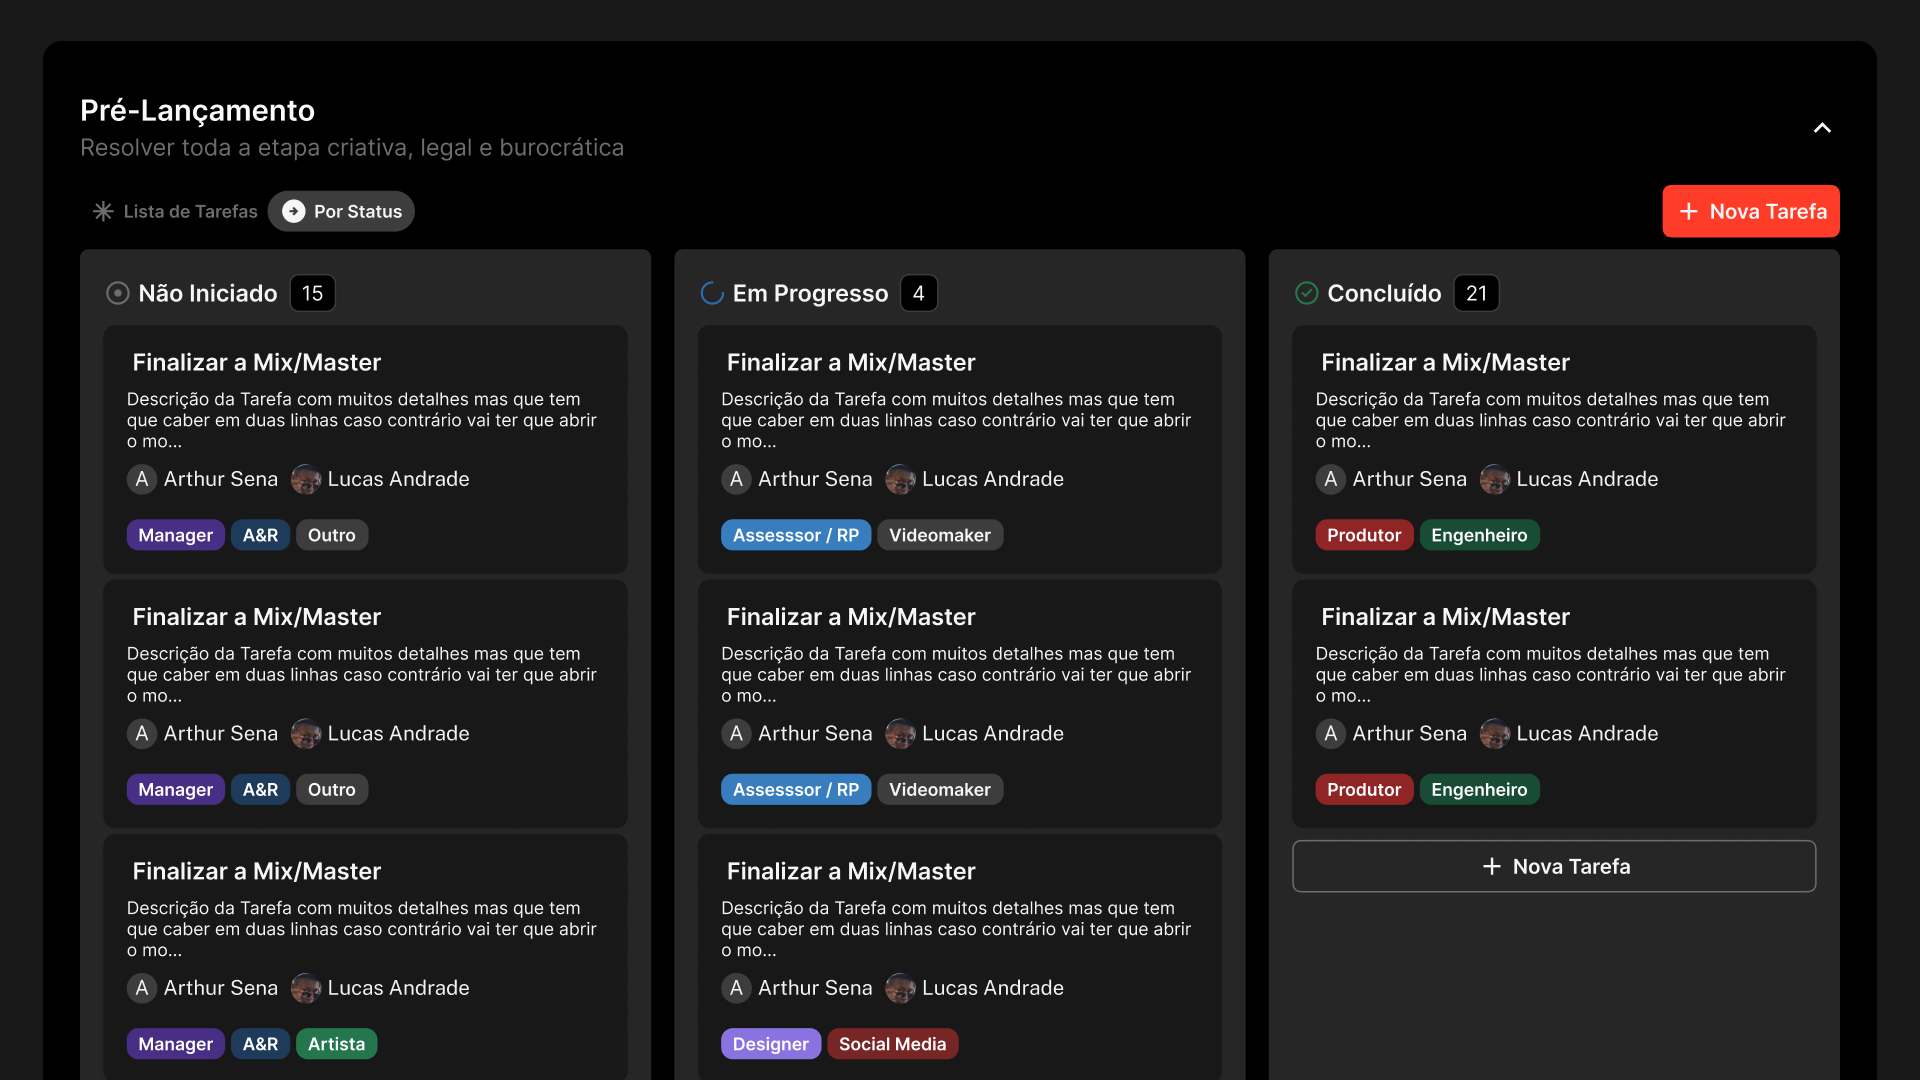 Pré-Lançamento
Resolver toda a etapa criativa, legal e burocrática
Lista de Tarefas
Por Status
Nova Tarefa
Não Iniciado 15
Finalizar a Mix/Master
Descrição da Tarefa com muitos detalhes mas que tem
que caber em duas linhas caso contrário vai ter que abrir
o mo...
A Arthur Sena Lucas Andrade
Manager A&R Outro
Finalizar a Mix/Master
Descrição da Tarefa com muitos detalhes mas que tem
que caber em duas linhas caso contrário vai ter que abrir
o mo...
A Arthur Sena Lucas Andrade
Manager A&R Outro
Finalizar a Mix/Master
Descrição da Tarefa com muitos detalhes mas que tem
que caber em duas linhas caso contrário vai ter que abrir
o mo...
A Arthur Sena Lucas Andrade
Manager A&R Artista
Em Progresso 4
Finalizar a Mix/Master
Descrição da Tarefa com muitos detalhes mas que tem
que caber em duas linhas caso contrário vai ter que abrir
o mo...
A Arthur Sena Lucas Andrade
Assesssor / RP Videomaker
Finalizar a Mix/Master
Descrição da Tarefa com muitos detalhes mas que tem
que caber em duas linhas caso contrário vai ter que abrir
o mo...
A Arthur Sena Lucas Andrade
Assesssor / RP Videomaker
Finalizar a Mix/Master
Descrição da Tarefa com muitos detalhes mas que tem
que caber em duas linhas caso contrário vai ter que abrir
o mo...
A Arthur Sena Lucas Andrade
Designer Social Media
Concluído 21
Finalizar a Mix/Master
Descrição da Tarefa com muitos detalhes mas que tem
que caber em duas linhas caso contrário vai ter que abrir
o mo...
A Arthur Sena Lucas Andrade
Produtor Engenheiro
Finalizar a Mix/Master
Descrição da Tarefa com muitos detalhes mas que tem
que caber em duas linhas caso contrário vai ter que abrir
o mo...
A Arthur Sena Lucas Andrade
Produtor Engenheiro
Nova Tarefa